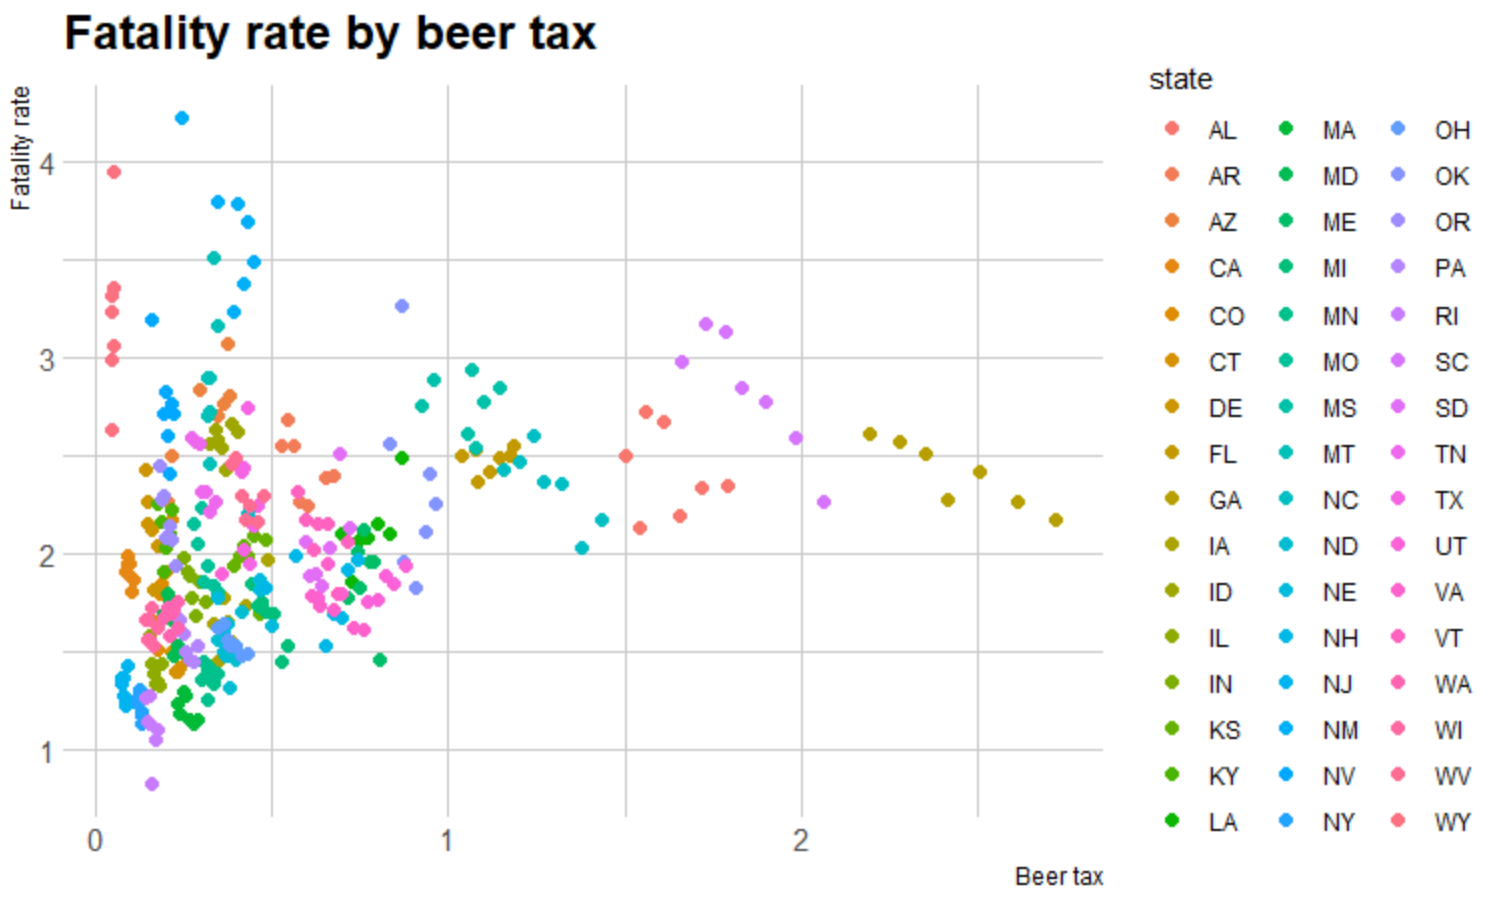 Fatality rate by beer tax
Fatality rate
4
3
2
1
0 1 2
Beer tax
state
AL MA OH
AR MD OK
AZ ME OR
CA MI PA
CO MN RI
CT MO SC
DE MS SD
FL MT TN
GA NC TX
IA ND UT
ID NE VA
IL NH VT
IN NJ WA
KS NM WI
KY NV WV
LA NY WY